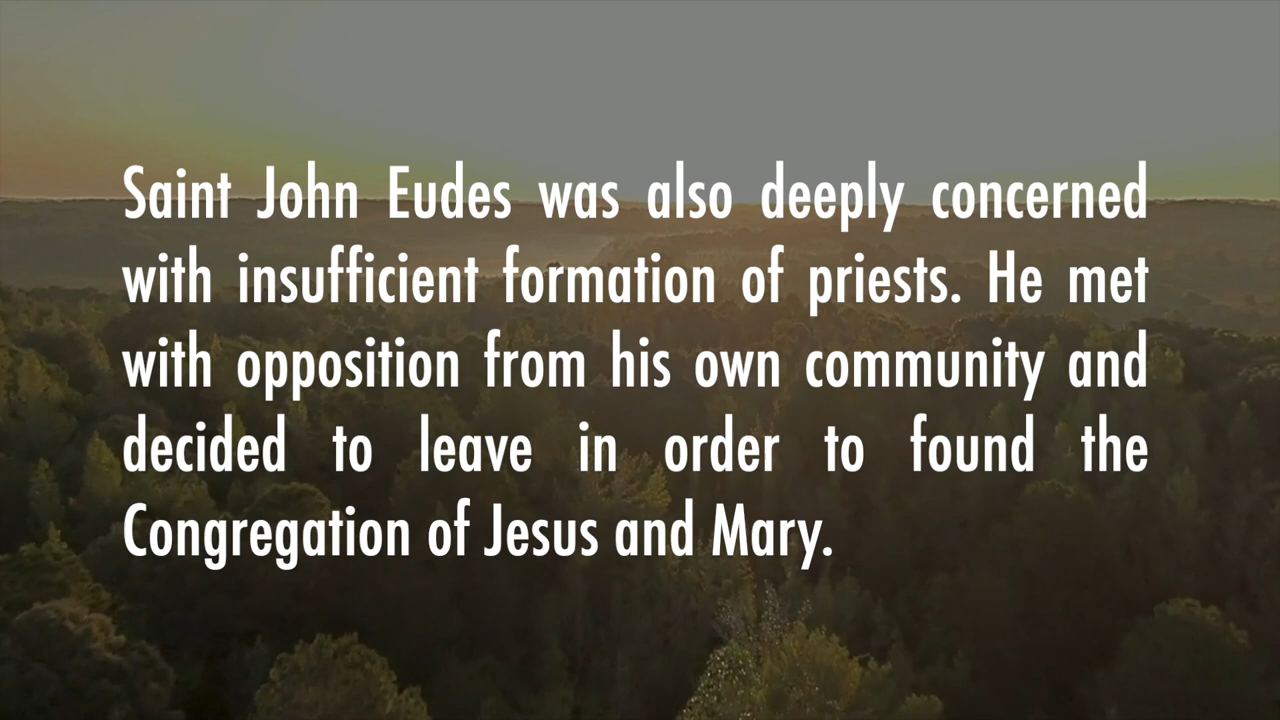 Saint John Eudes was also deeply concerned
with insufficient formation of priests. He met
with opposition from his own community and
decided to leave in order to found the
Congregation of Jesus and Mary.